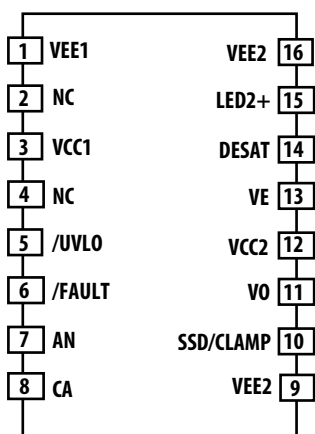 1 VEE1
VEE2 16
2 NC
LED2+ 15
3 VCC1
DESAT 14
4 NC
VE 13
5 /UVLO
VCC2 12
6 /FAULT
VO 11
7 AN
SSD/CLAMP 10
8 CA
VEE2 9